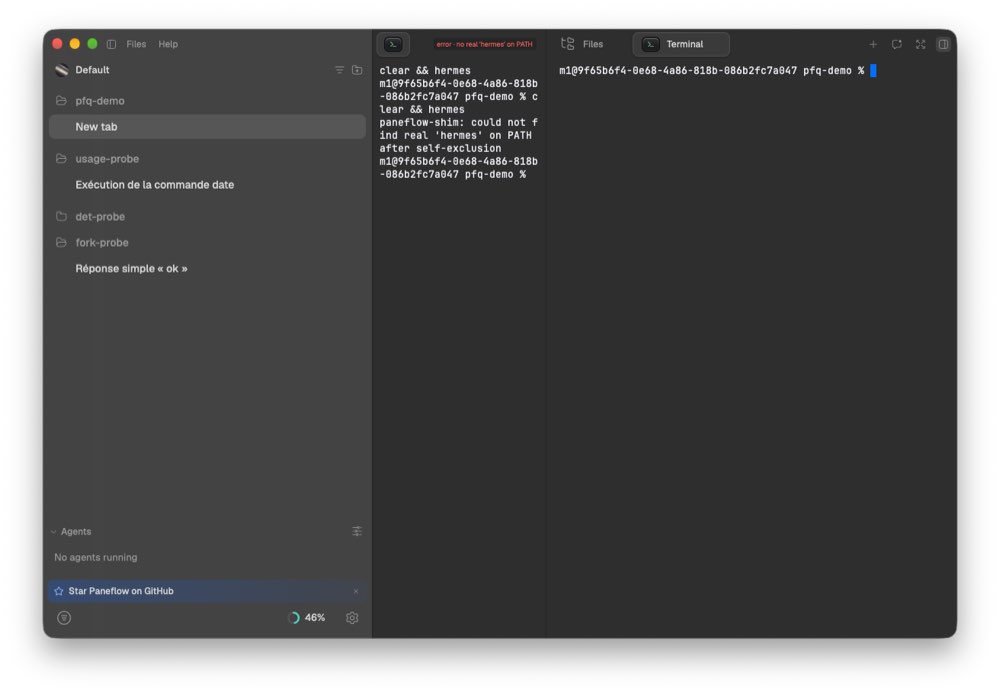 Files Help
Default
pfq-demo
New tab
usage-probe
Exécution de la commande date
det-probe
fork-probe
Réponse simple « ok »
Agents
No agents running
Star Paneflow on GitHub
46%
error · no real 'hermes' on PATH
clear && hermes
m1@9f65b6f4-0e68-4a86-818b
-086b2fc7a047 pfq-demo % c
lear && hermes
paneflow-shim: could not f
ind real 'hermes' on PATH
after self-exclusion
m1@9f65b6f4-0e68-4a86-818b
-086b2fc7a047 pfq-demo %
Files
Terminal
m1@9f65b6f4-0e68-4a86-818b-086b2fc7a047 pfq-demo %